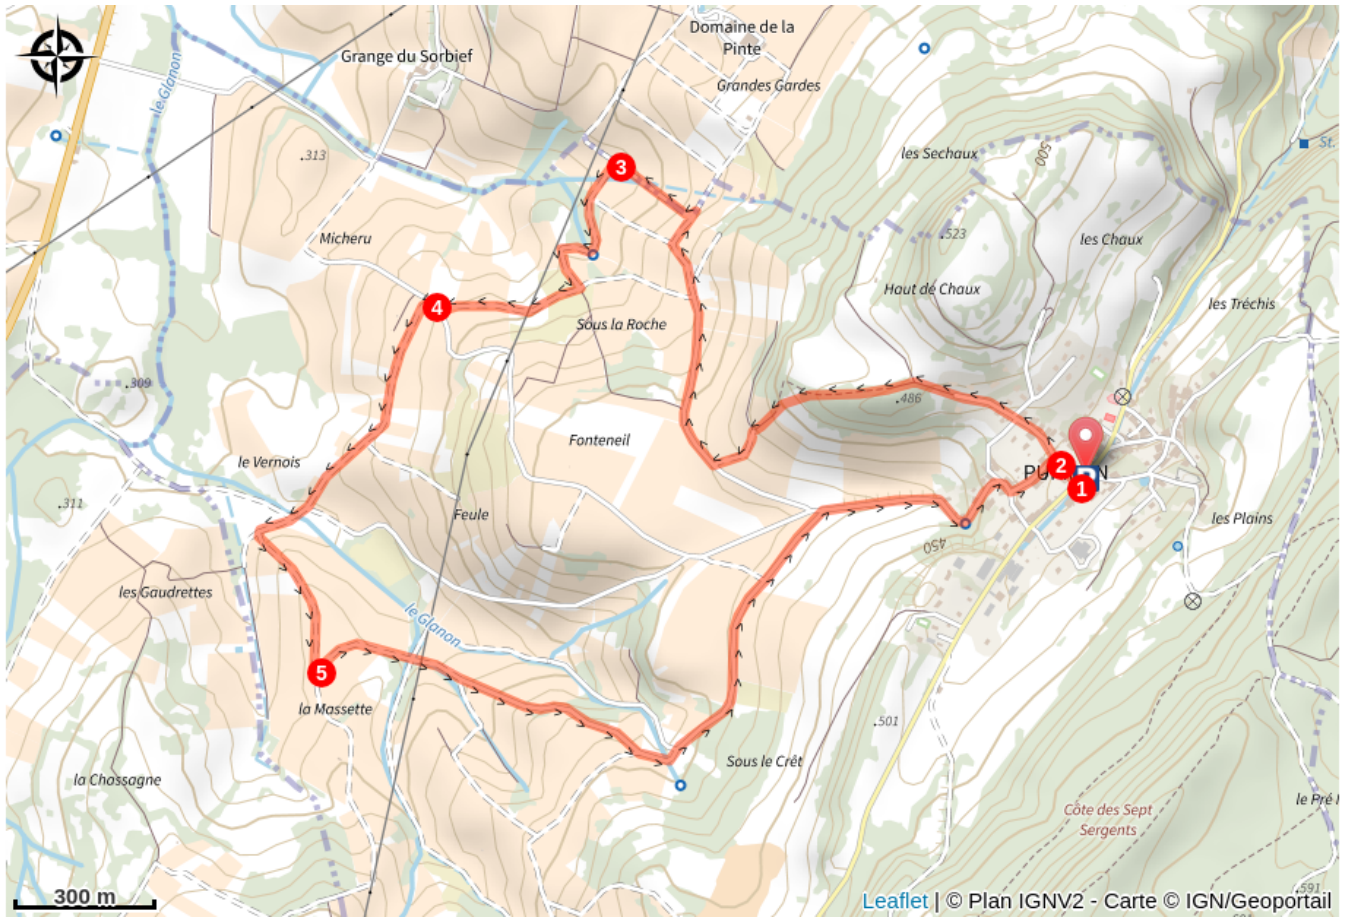 Domaine de la
Pinte
Grange du Sorbief
Grandes Gardes
le Glanon
.313
les Sechaux
500
St.
3
.523
les Chaux
Micheru
Haut de Chaux
les Tréchis
4
Sous la Roche
.309
.486
Fonteneil
le Vernois
2
1
.311
Feule
les Plains
450
les Gaudrettes
le Glanon
5
la Massette
.501
Sous le Crêt
la Chassagne
le Pré
Côte des Sept
Sergents
.591
300 m
Leaflet | © Plan IGNV2 - Carte © IGN/Geoportail